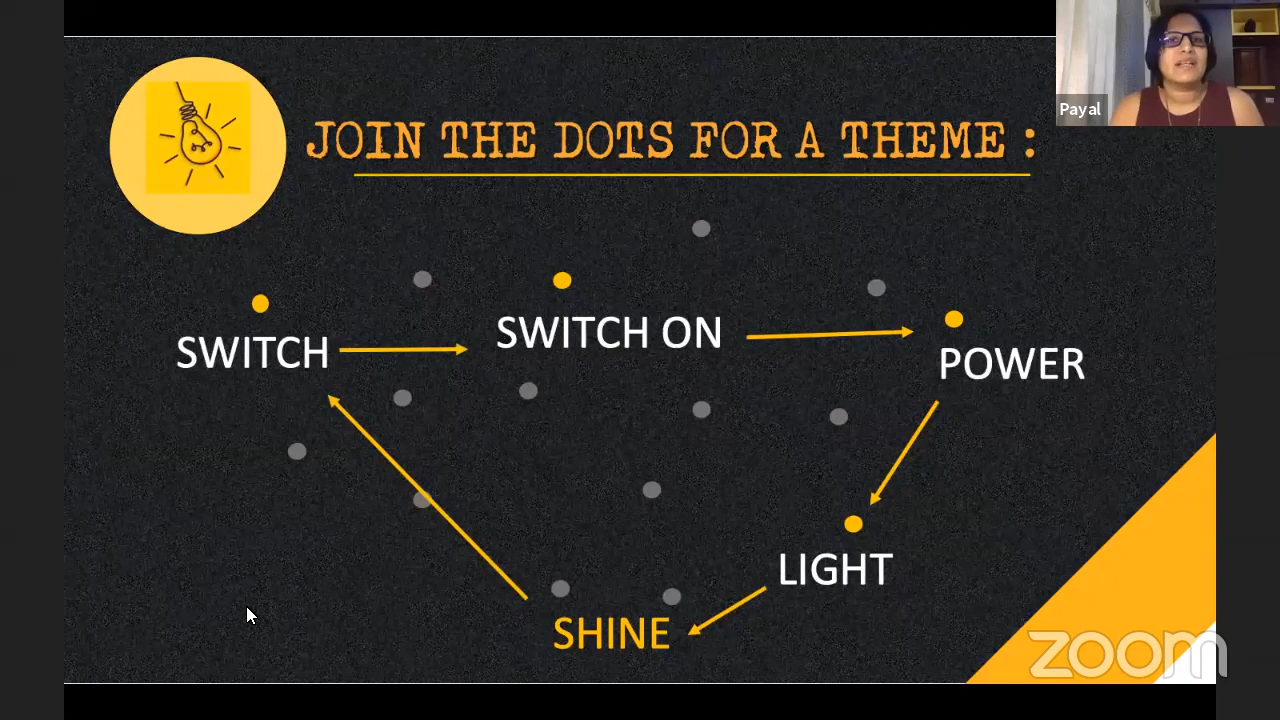 JOIN THE DOTS FOR A THEME :
Payal
SWITCH
SWITCH ON
POWER
LIGHT
SHINE
zoom